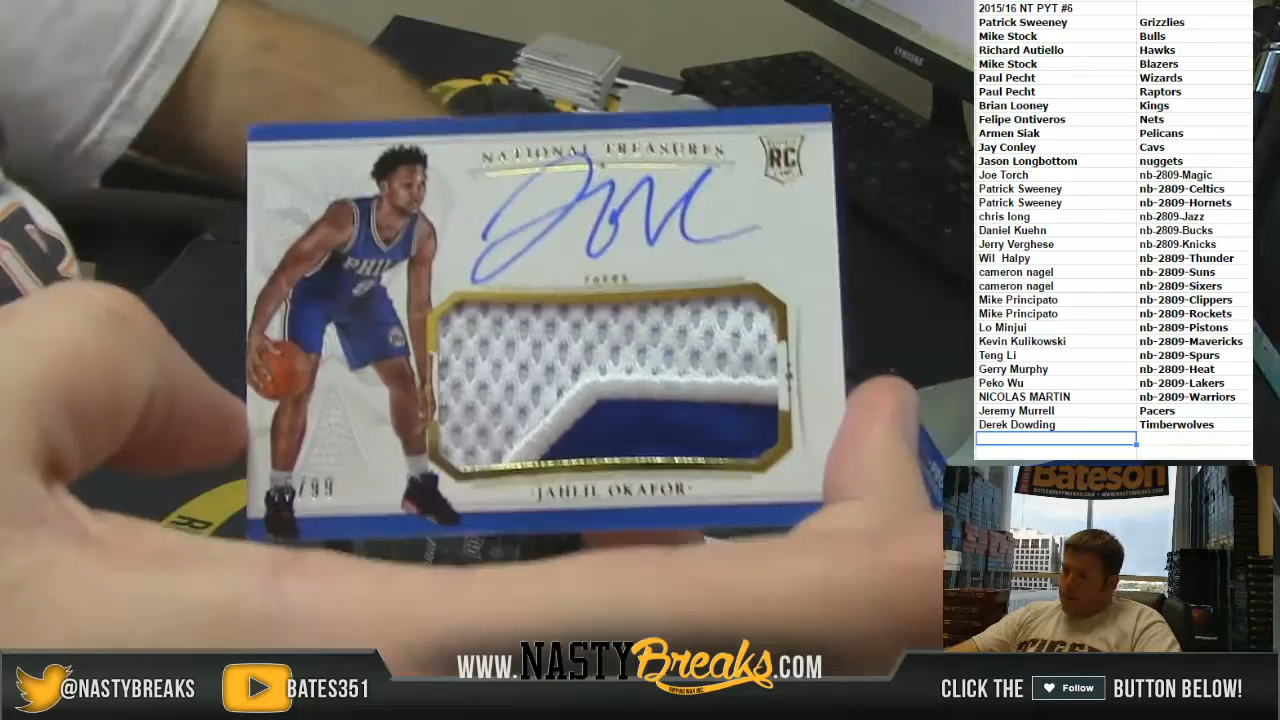 2015/16 NT PYT #6
Patrick Sweeney Grizzlies
Mike Stock Bulls
Richard Autiello Hawks
Mike Stock Blazers
Paul Pecht Wizards
Paul Pecht Raptors
Brian Looney Kings
Felipe Ontiveros Nets
Armen Siak Pelicans
Jay Conley Cavs
Jason Longbottom nuggets
Joe Torch nb-2809-Magic
Patrick Sweeney nb-2809-Celtics
Patrick Sweeney nb-2809-Hornets
chris long nb-2809-Jazz
Daniel Kuehn nb-2809-Bucks
Jerry Verghese nb-2809-Knicks
Wil Halpy nb-2809-Thunder
cameron nagel nb-2809-Suns
cameron nagel nb-2809-Sixers
Mike Principato nb-2809-Clippers
Mike Principato nb-2809-Rockets
Lo Minjui nb-2809-Pistons
Kevin Kulikowski nb-2809-Mavericks
Teng Li nb-2809-Spurs
Gerry Murphy nb-2809-Heat
Peko Wu nb-2809-Lakers
NICOLAS MARTIN nb-2809-Warriors
Jeremy Murrell Pacers
Derek Dowding Timberwolves
NATIONAL TREASURES
RC
PHILA
76ERS
/99
JAHLIL OKAFOR
Bateson
@NASTYBREAKS
BATES351
WWW.NASTYBreaks.COM
CLICK THE Follow BUTTON BELOW!